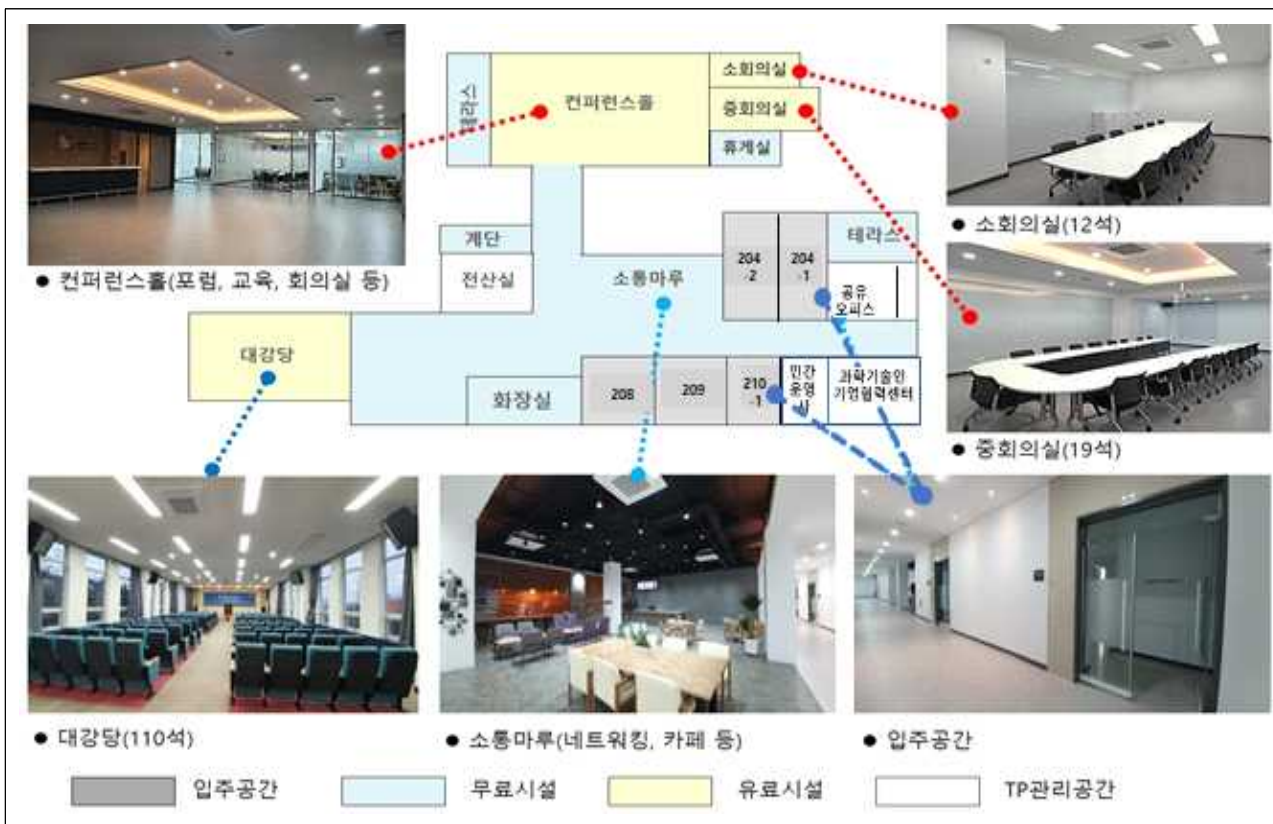 테라스
컨퍼런스홀
소회의실
중회의실
휴게실
● 소회의실(12석)
● 컨퍼런스홀(포럼, 교육, 회의실 등)
계단
전산실
소통마루
204
-2
204
-1
테라스
공유
오피스
대강당
화장실
208
209
210
-1
민간
운영
사
과학기술인
기업협력센터
● 중회의실(19석)
● 대강당(110석)
● 소통마루(네트워킹, 카페 등)
● 입주공간
입주공간
무료시설
유료시설
TP관리공간